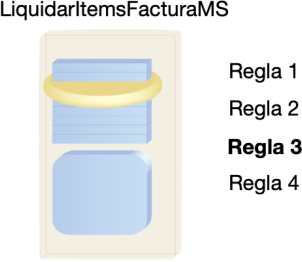 LiquidarItemsFacturaMS
Regla 1
Regla 2
Regla 3
Regla 4